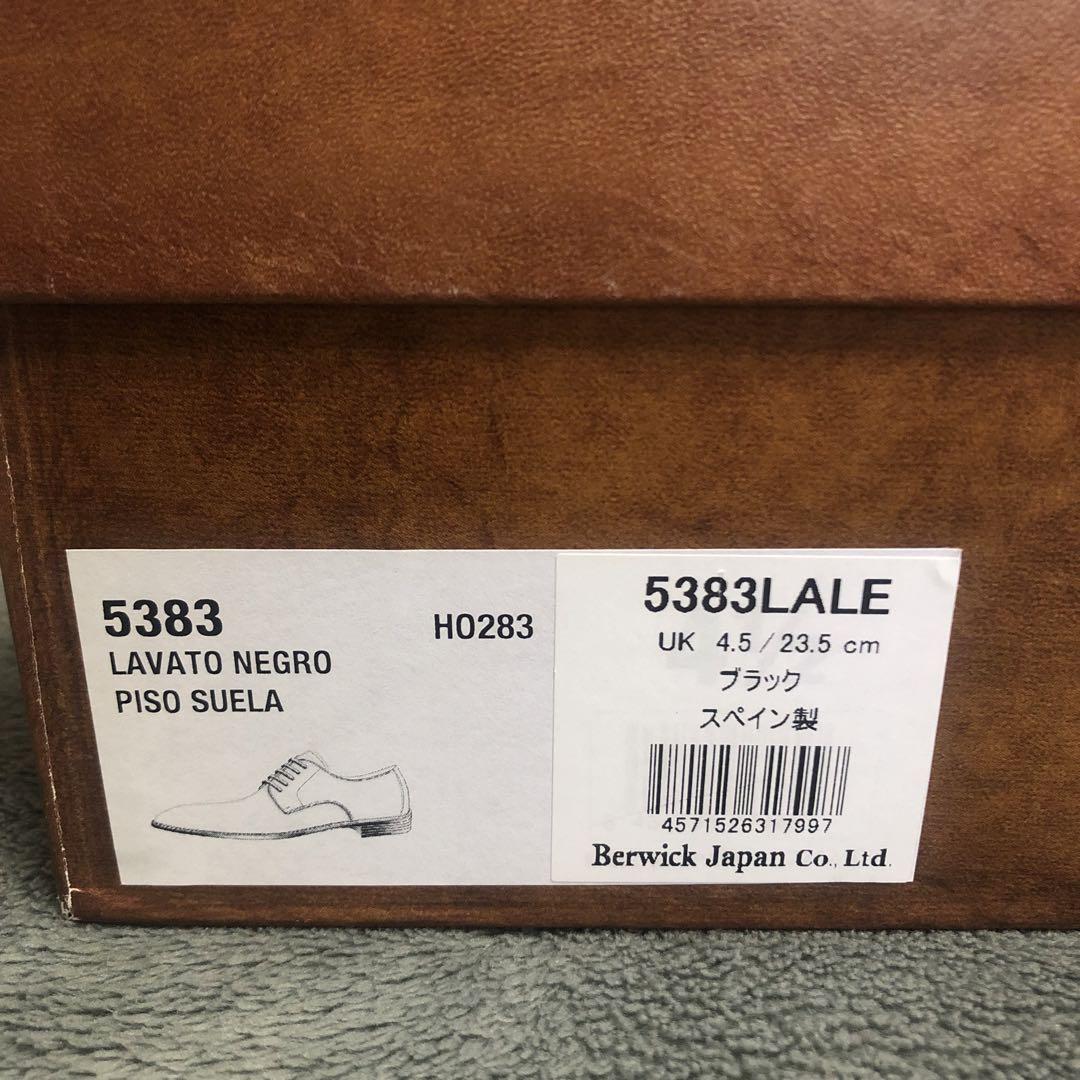 5383
H0283
LAVATO NEGRO
PISO SUELA
5383LALE
UK 4.5 / 23.5 cm
ブラック
スペイン製
4571526317997
Berwick Japan Co., Ltd.